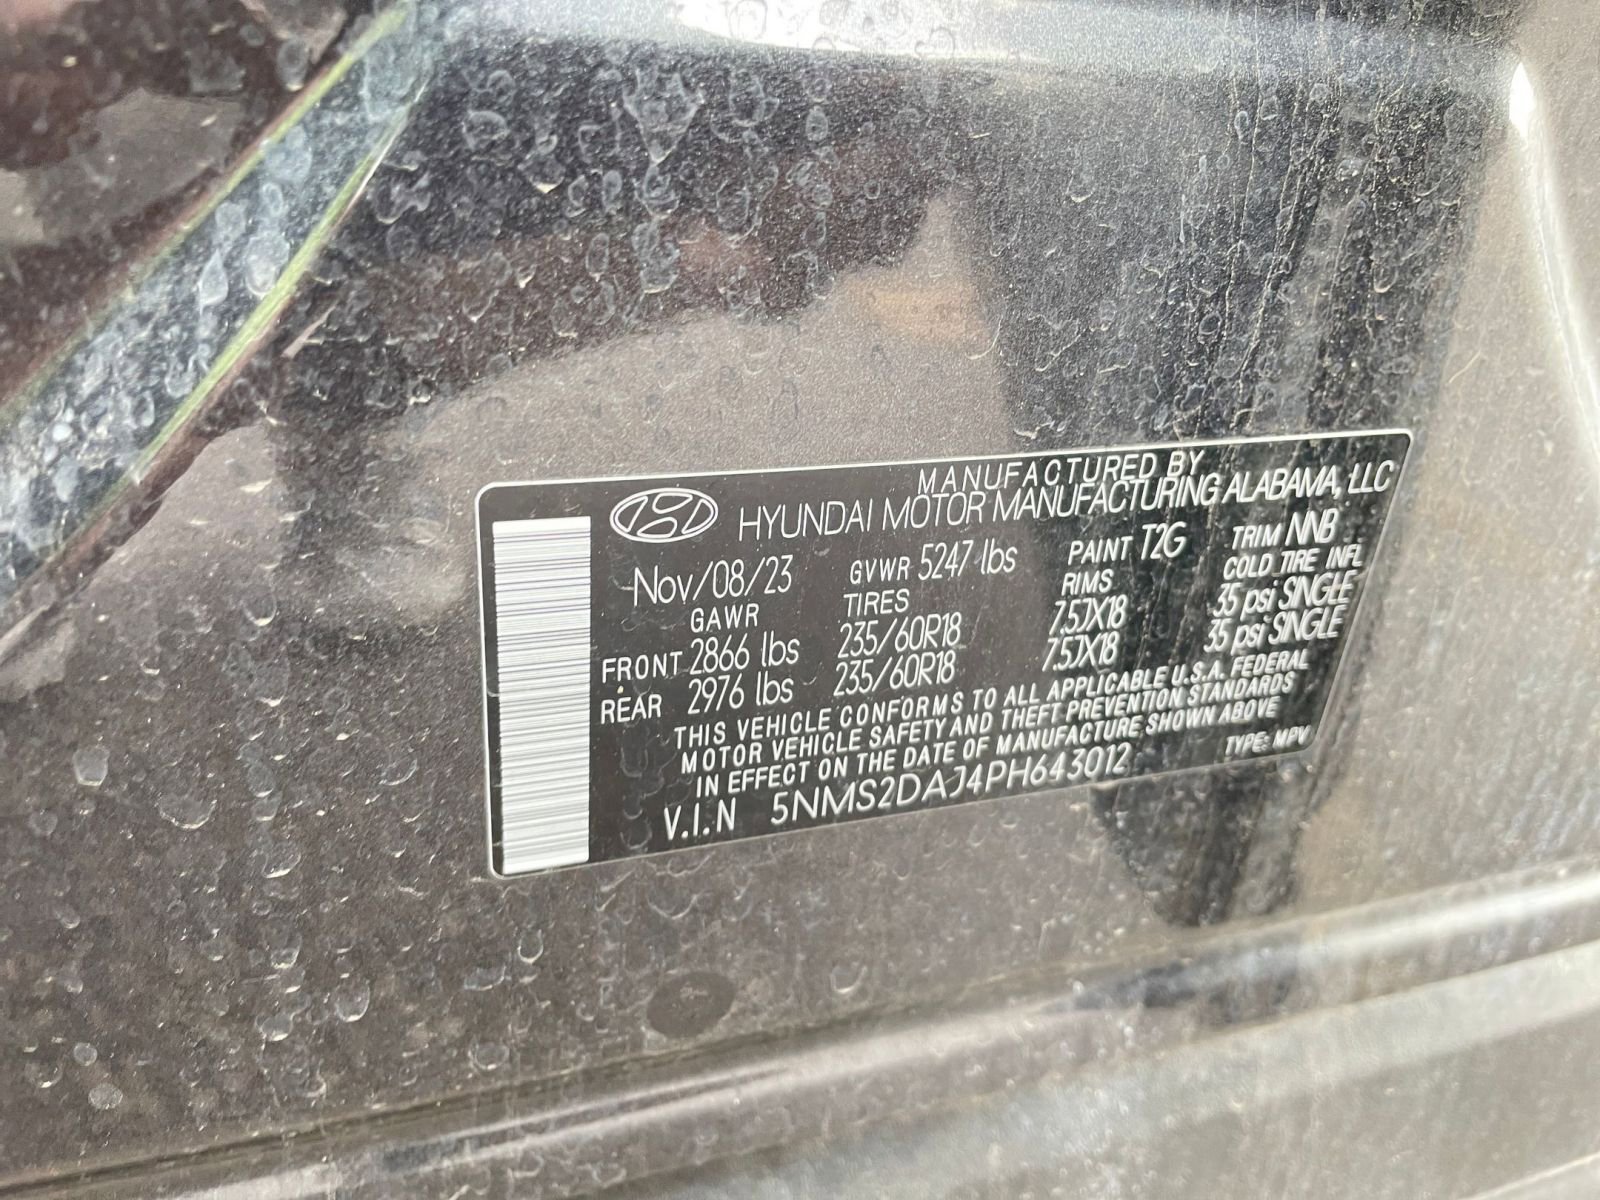 MANUFACTURED BY
HYUNDAI MOTOR MANUFACTURING ALABAMA, LLC
Nov/08/23 GVWR 5247 lbs PAINT T2G TRIM NNB
GAWR TIRES RIMS COLD TIRE INFL
FRONT 2866 lbs 235/60R18 7.5JX18 35 psi SINGLE
REAR 2976 lbs 235/60R18 7.5JX18 35 psi SINGLE
THIS VEHICLE CONFORMS TO ALL APPLICABLE U.S.A. FEDERAL
MOTOR VEHICLE SAFETY AND THEFT PREVENTION STANDARDS
IN EFFECT ON THE DATE OF MANUFACTURE SHOWN ABOVE
V.I.N 5NMS2DAJ4PH643012 TYPE: MPV